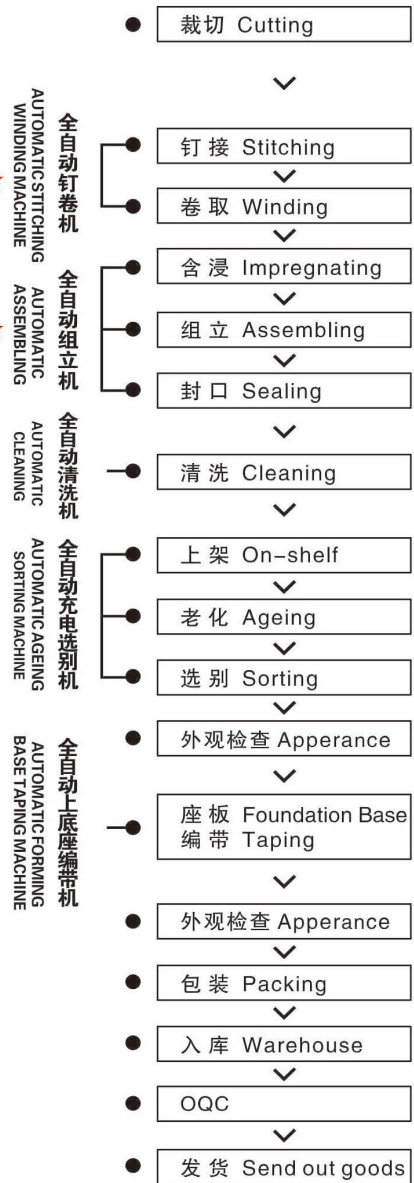 裁切 Cutting
全自动钉卷机
AUTOMATIC STITCHING
WINDING MACHINE
钉接 Stitching
卷取 Winding
全自动组立机
AUTOMATIC
ASSEMBLING
含浸 Impregnating
组立 Assembling
封口 Sealing
全自动清洗机
AUTOMATIC
CLEANING
清洗 Cleaning
全自动充电选别机
AUTOMATIC AGEING
SORTING MACHINE
上架 On-shelf
老化 Ageing
选别 Sorting
外观检查 Apperance
全自动上底座编带机
AUTOMATIC FORMING
BASE TAPING MACHINE
座板 Foundation Base
编带 Taping
外观检查 Apperance
包装 Packing
入库 Warehouse
OQC
发货 Send out goods